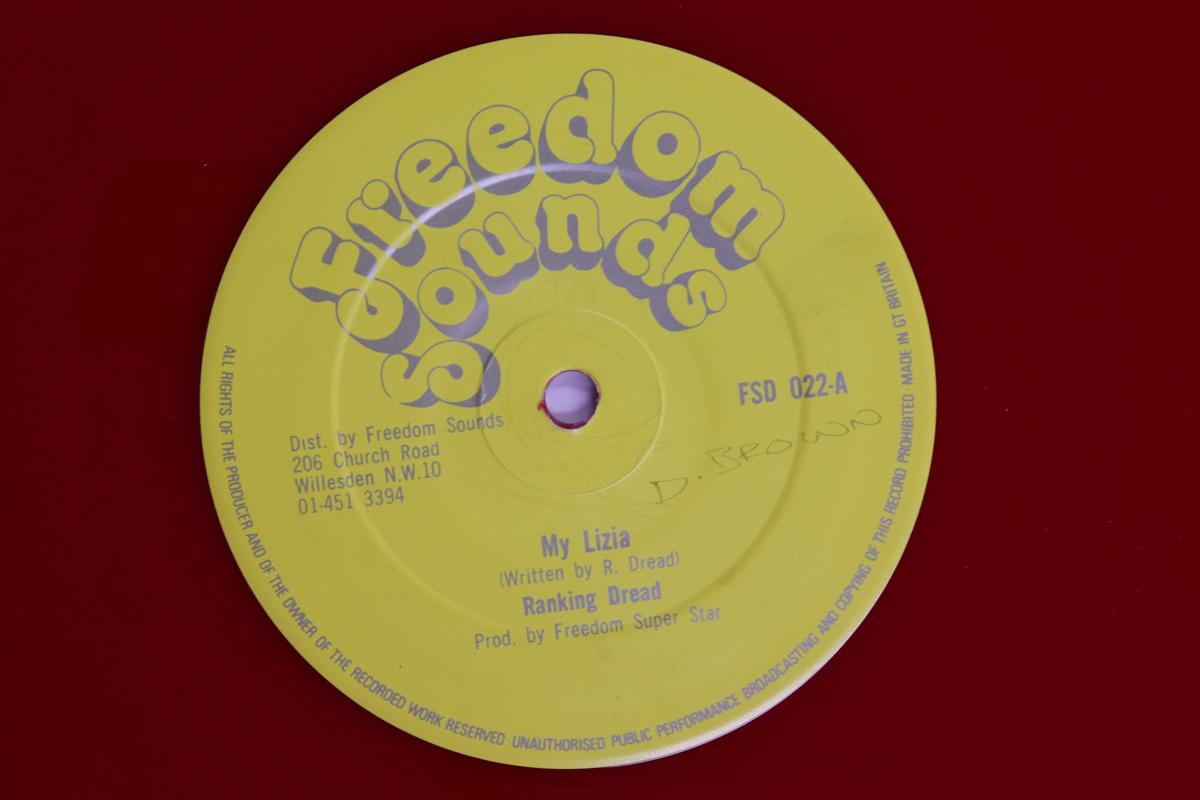 Freedom
Sounds
FSD 022-A
D. BROWN
Dist. by Freedom Sounds
206 Church Road
Willesden N.W.10
01-451 3394
My Lizia
(Written by R. Dread)
Ranking Dread
Prod. by Freedom Super Star
ALL RIGHTS OF THE PRODUCER AND OF THE OWNER OF THE RECORDED WORK RESERVED · UNAUTHORISED PUBLIC PERFORMANCE BROADCASTING AND COPYING OF THIS RECORD PROHIBITED MADE IN GT BRITAIN